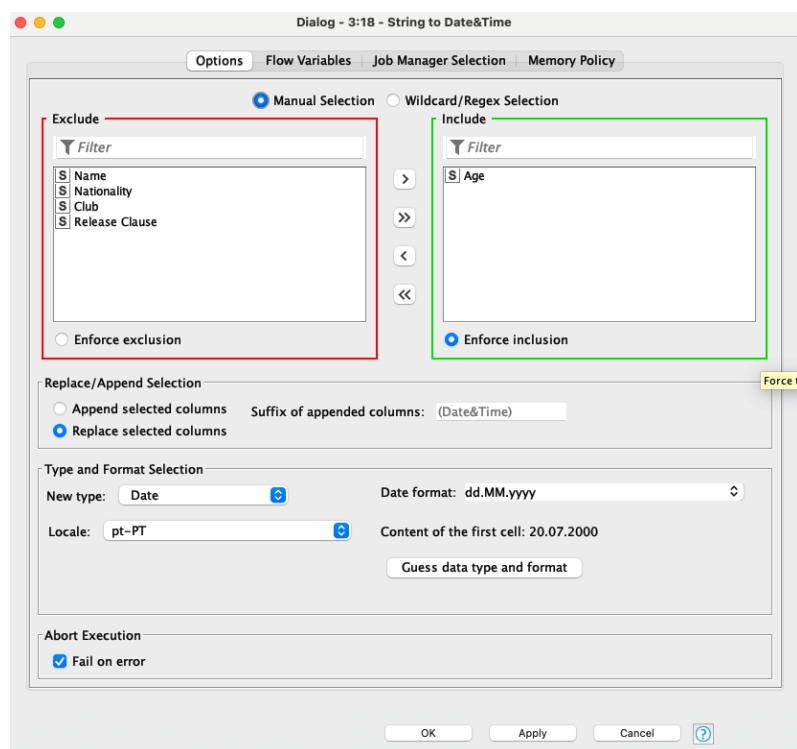 Dialog - 3:18 - String to Date&Time
Options Flow Variables Job Manager Selection Memory Policy
Manual Selection Wildcard/Regex Selection
Exclude Include
Filter Filter
S Name S Age
S Nationality
S Club
S Release Clause
>
>>
<
<<
Enforce exclusion Enforce inclusion
Replace/Append Selection
Force
Append selected columns Suffix of appended columns: (Date&Time)
Replace selected columns
Type and Format Selection
New type: Date Date format: dd.MM.yyyy
Locale: pt-PT Content of the first cell: 20.07.2000
Guess data type and format
Abort Execution
Fail on error
OK Apply Cancel ?